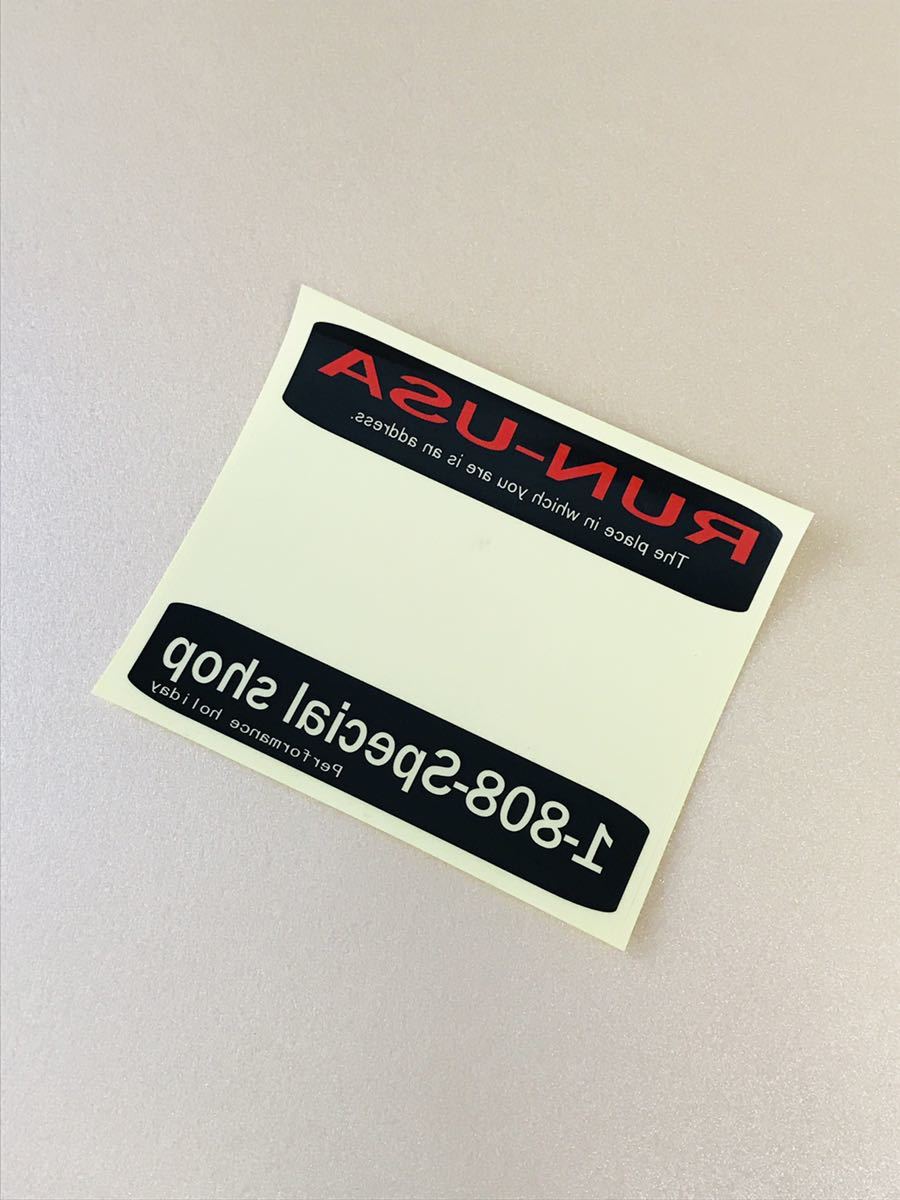 RUN-USA
The place in which you are is an address.
1-808-Special shop
Performance holiday